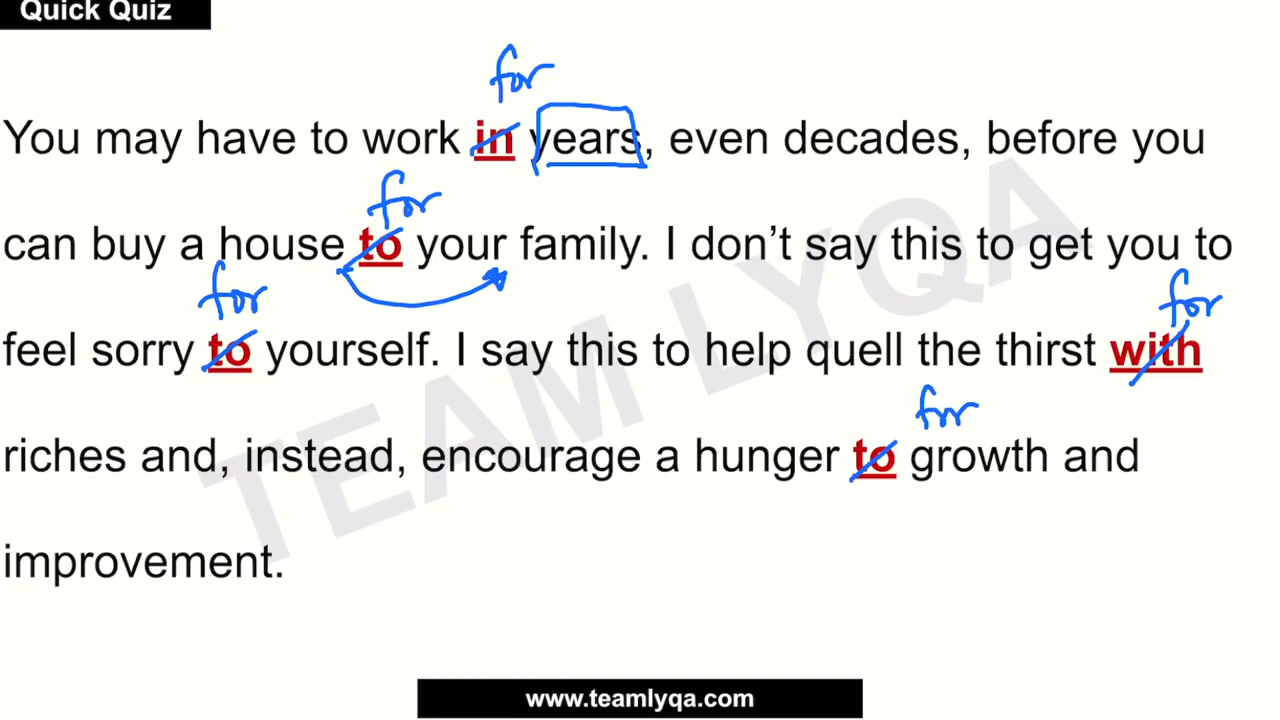 Quick Quiz
for
You may have to work in years, even decades, before you
for
can buy a house to your family. I don't say this to get you to
for for
feel sorry to yourself. I say this to help quell the thirst with
for
riches and, instead, encourage a hunger to growth and
improvement.
TEAM LYQA
www.teamlyqa.com